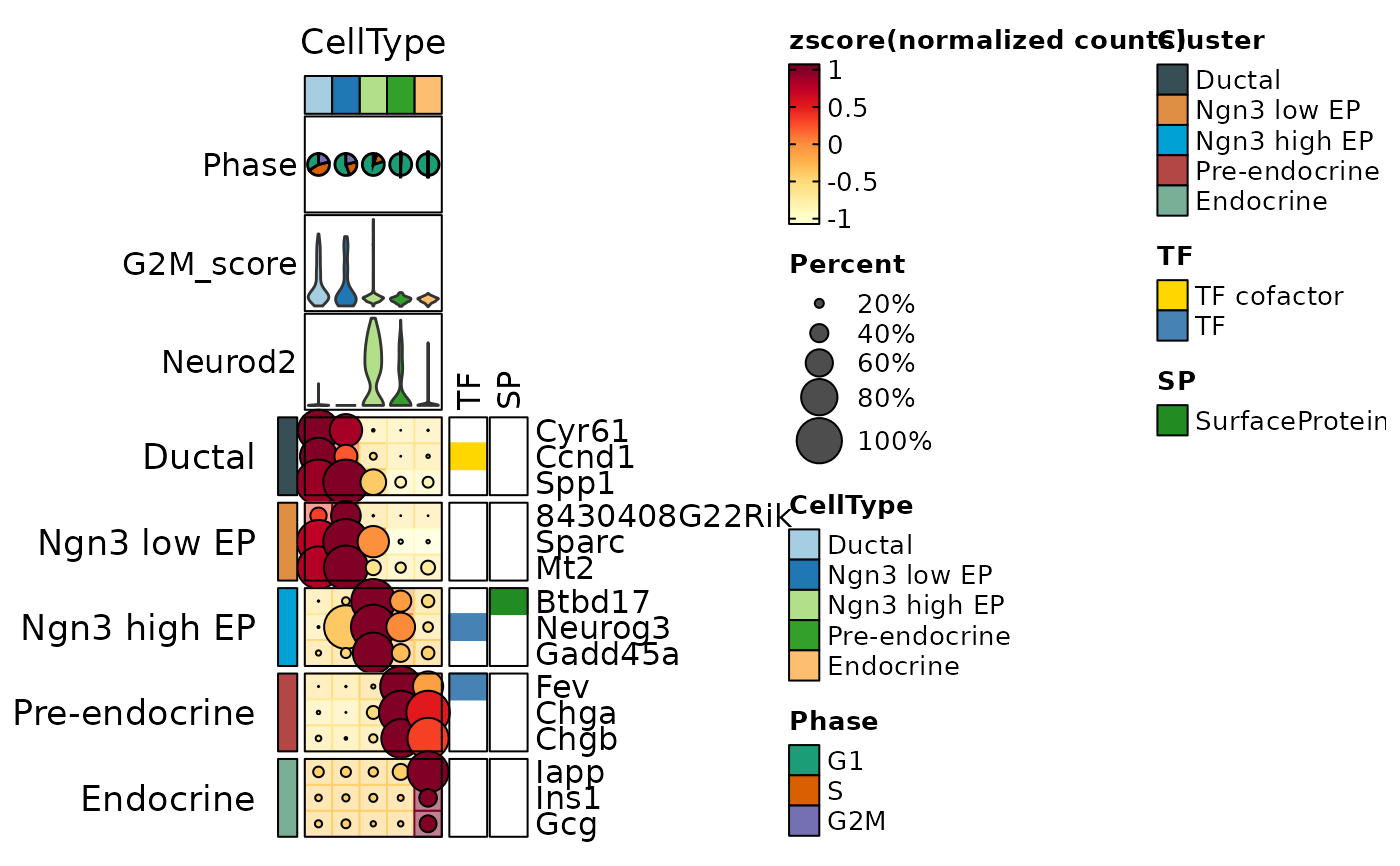 CellType
Phase
G2M_score
Neurod2
TF
SP
Ductal
Cyr61
Ccnd1
Spp1
Ngn3 low EP
8430408G22Rik
Sparc
Mt2
Ngn3 high EP
Btbd17
Neurog3
Gadd45a
Pre-endocrine
Fev
Chga
Chgb
Endocrine
Iapp
Ins1
Gcg
zscore(normalized counts)
1
0.5
0
-0.5
-1
Percent
20%
40%
60%
80%
100%
CellType
Ductal
Ngn3 low EP
Ngn3 high EP
Pre-endocrine
Endocrine
Phase
G1
S
G2M
Cluster
Ductal
Ngn3 low EP
Ngn3 high EP
Pre-endocrine
Endocrine
TF
TF cofactor
TF
SP
SurfaceProtein